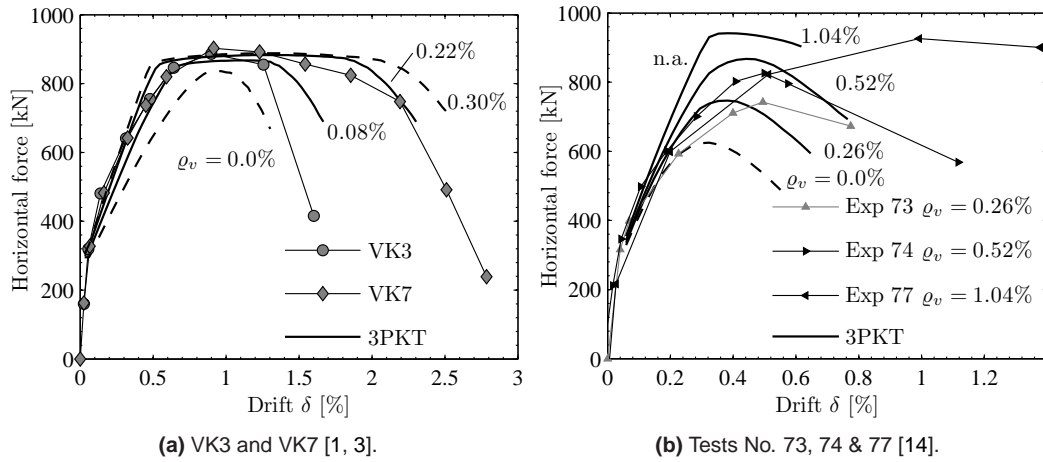 1000
800
600
400
200
0
Horizontal force [kN]
0.22%
0.30%
0.08%
ϱv = 0.0%
VK3
VK7
3PKT
0 0.5 1 1.5 2 2.5 3
Drift δ [%]
(a) VK3 and VK7 [1, 3].
1000
800
600
400
200
0
Horizontal force [kN]
n.a.
1.04%
0.52%
0.26%
ϱv = 0.0%
Exp 73 ϱv = 0.26%
Exp 74 ϱv = 0.52%
Exp 77 ϱv = 1.04%
3PKT
0 0.2 0.4 0.6 0.8 1 1.2
Drift δ [%]
(b) Tests No. 73, 74 & 77 [14].